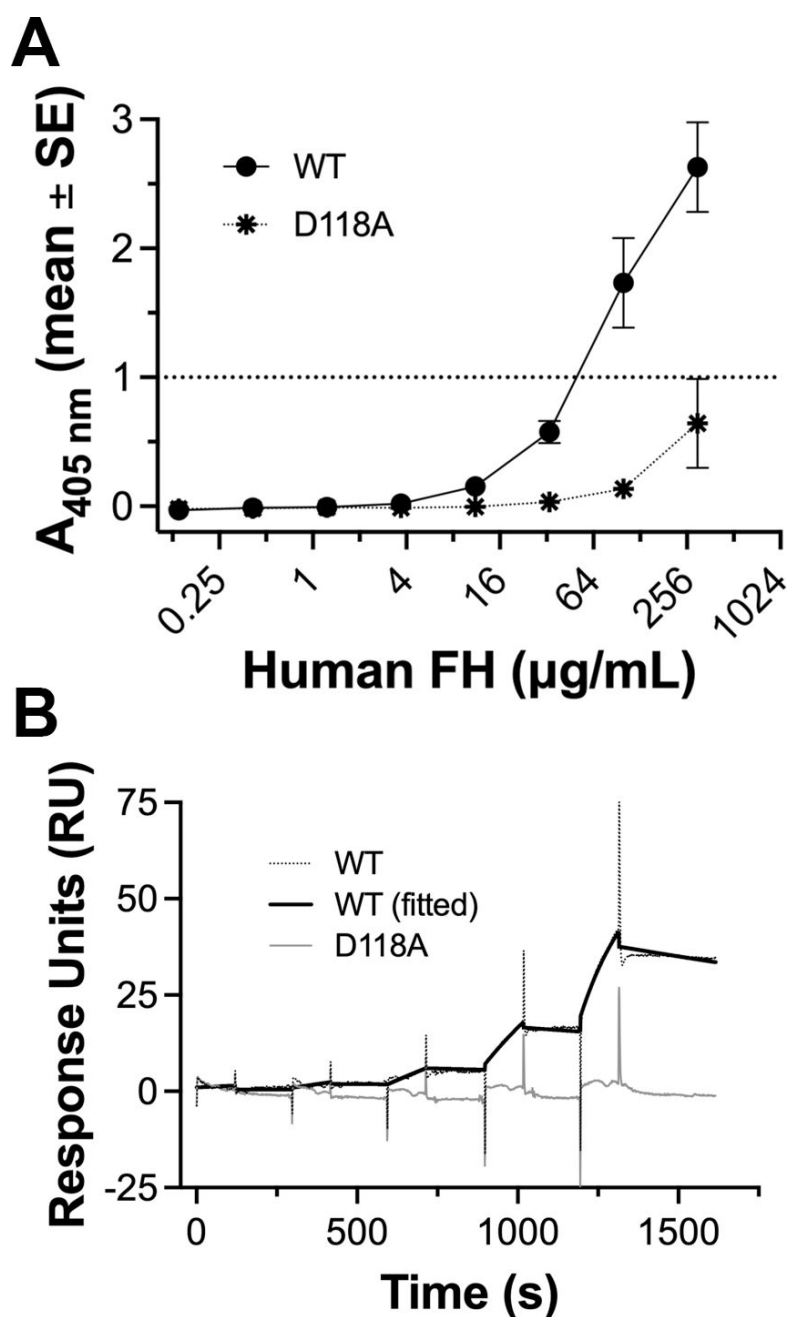 A
3
2
1
0
A405 nm (mean ± SE)
WT
D118A
0.25
1
4
16
64
256
1024
Human FH (µg/mL)
B
75
50
25
0
-25
Response Units (RU)
WT
WT (fitted)
D118A
0
500
1000
1500
Time (s)